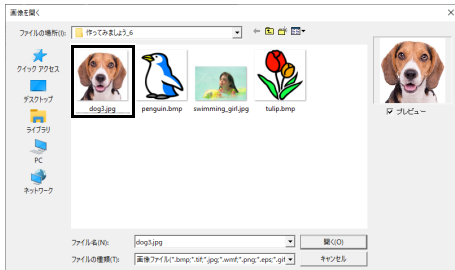 画像を開く
ファイルの場所(I):
作ってみましょう_6
クイック アクセス
デスクトップ
ライブラリ
PC
ネットワーク
dog3.jpg
penguin.bmp
swimming_girl.jpg
tulip.bmp
プレビュー
ファイル名(N):
dog3.jpg
開く(O)
ファイルの種類(T):
画像ファイル(*.bmp;*.tif;*.jpg;*.wmf;*.png;*.eps;*.gif
キャンセル